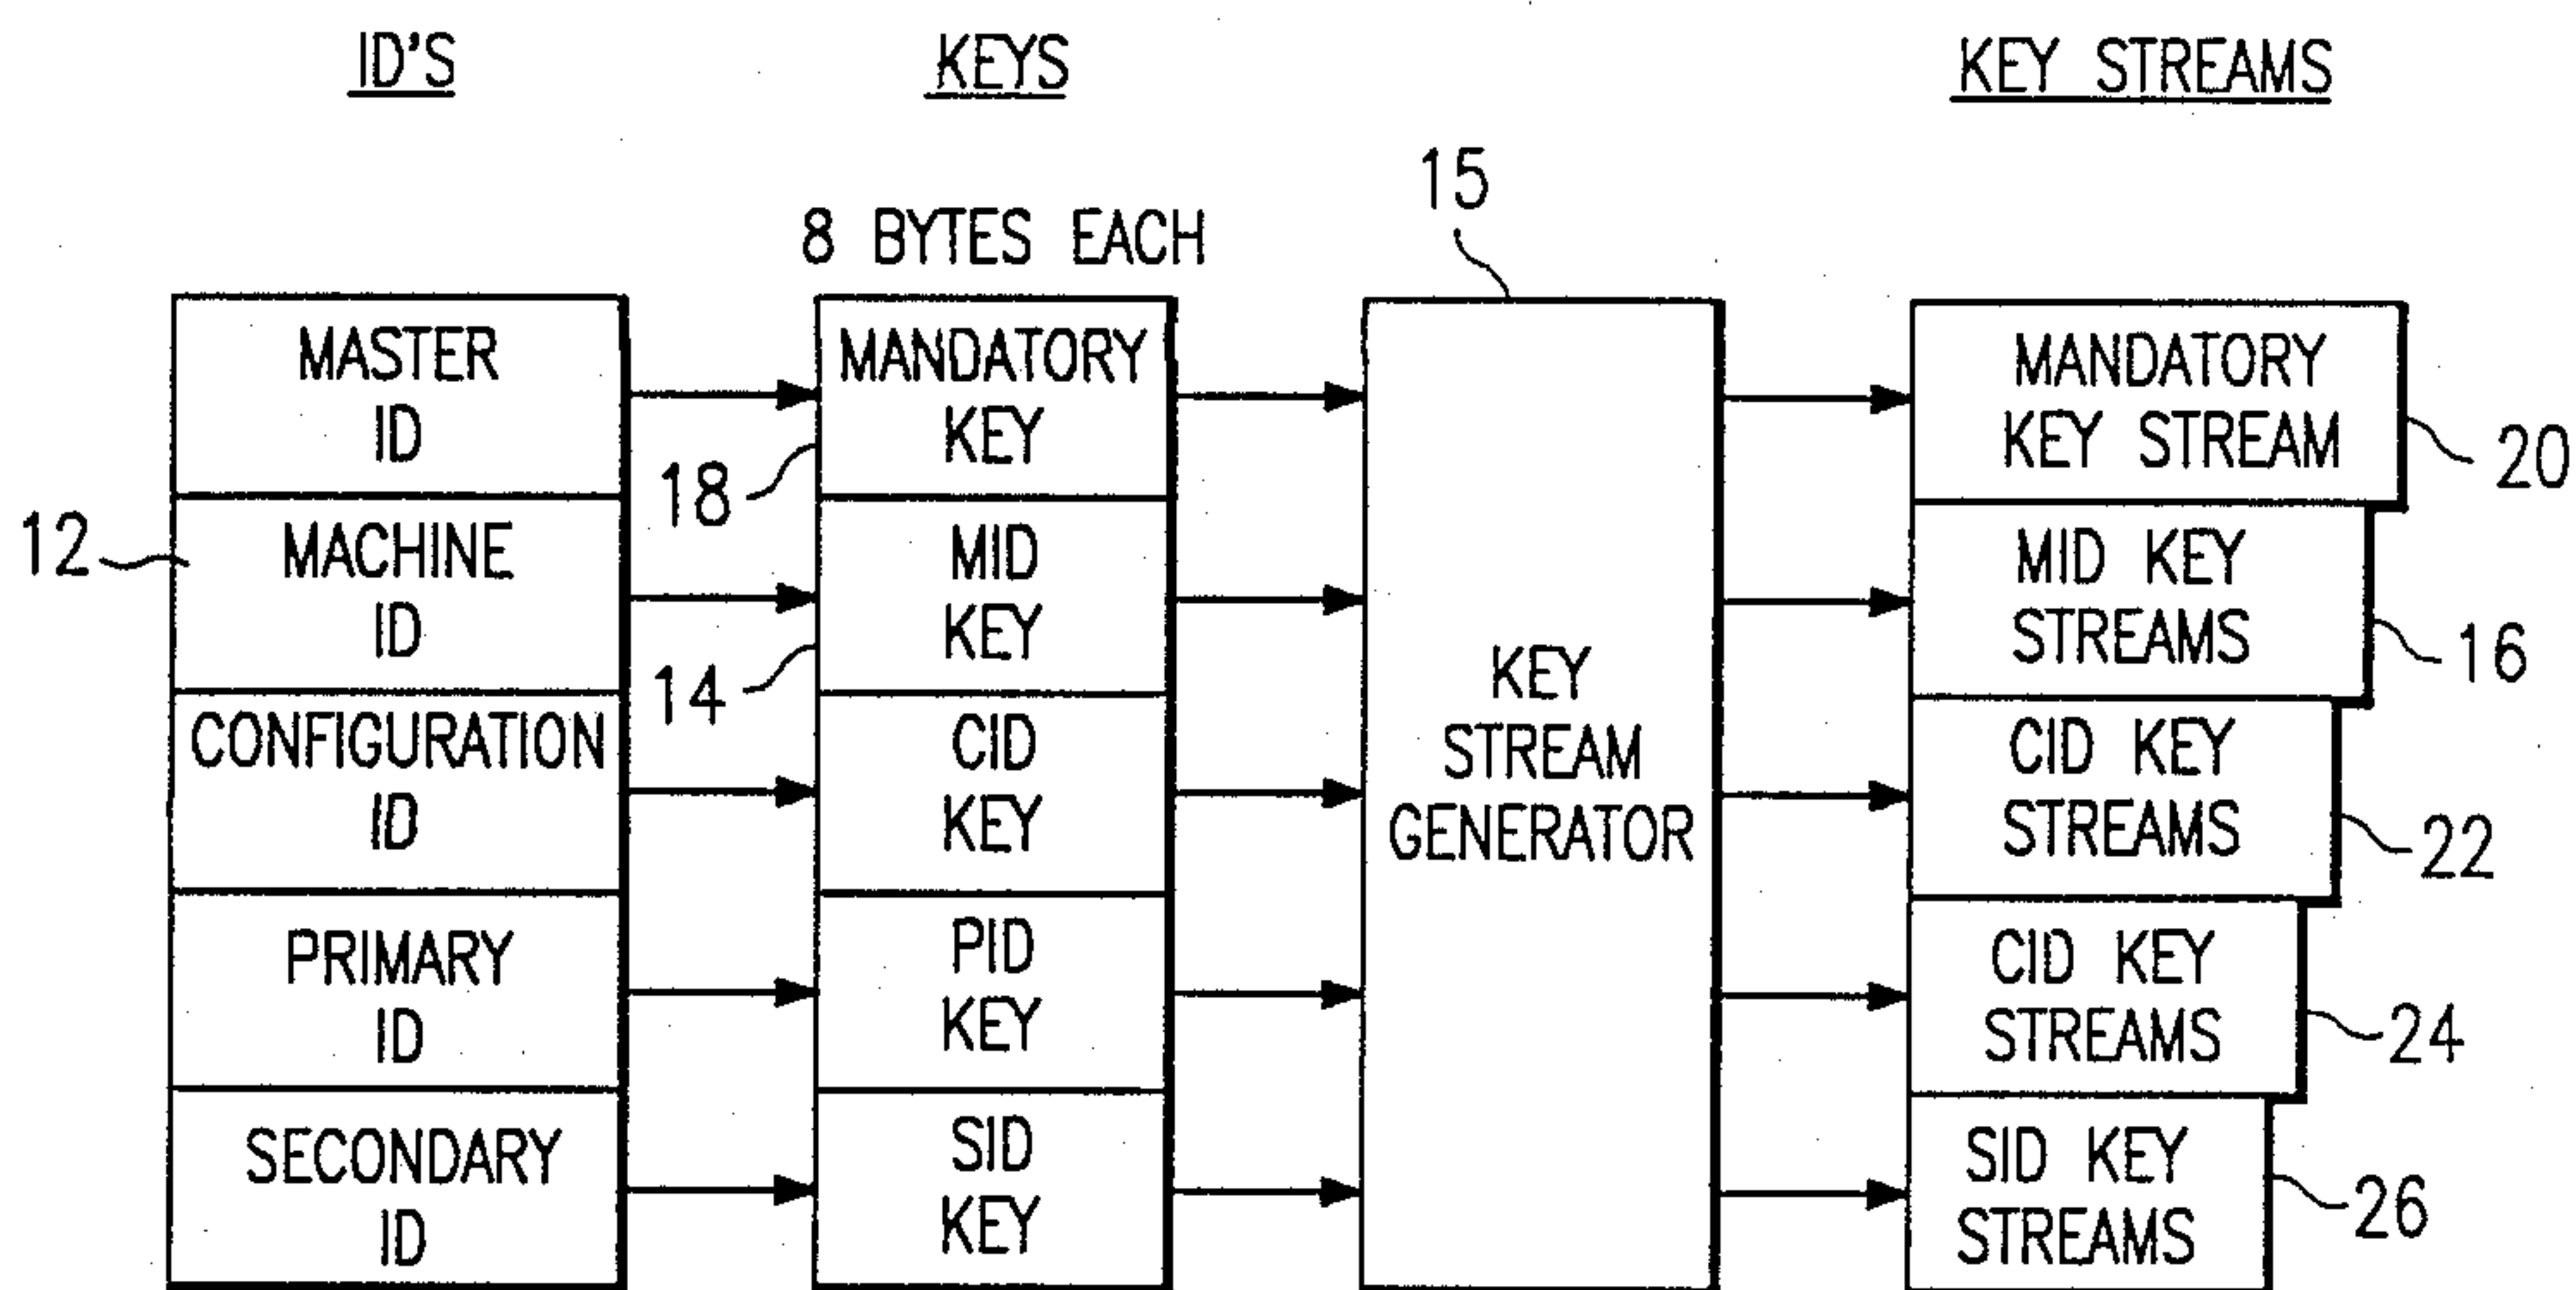 ID'S
KEYS
KEY STREAMS
8 BYTES EACH
15
MASTER
ID
MANDATORY
KEY
MANDATORY
KEY STREAM
18
20
12
MACHINE
ID
MID
KEY
MID KEY
STREAMS
14
16
CONFIGURATION
ID
CID
KEY
KEY
STREAM
GENERATOR
CID KEY
STREAMS
22
PRIMARY
ID
PID
KEY
CID KEY
STREAMS
24
SECONDARY
ID
SID
KEY
SID KEY
STREAMS
26